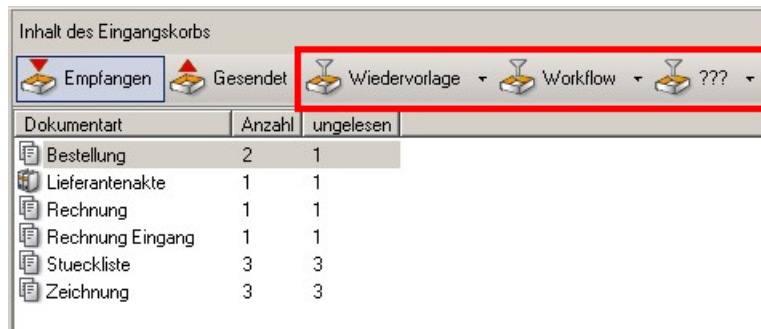 Inhalt des Eingangskorbs
Empfangen Gesendet Wiedervorlage Workflow ???
Dokumentart Anzahl ungelesen
Bestellung 2 1
Lieferantenakte 1 1
Rechnung 1 1
Rechnung Eingang 1 1
Stueckliste 3 3
Zeichnung 3 3